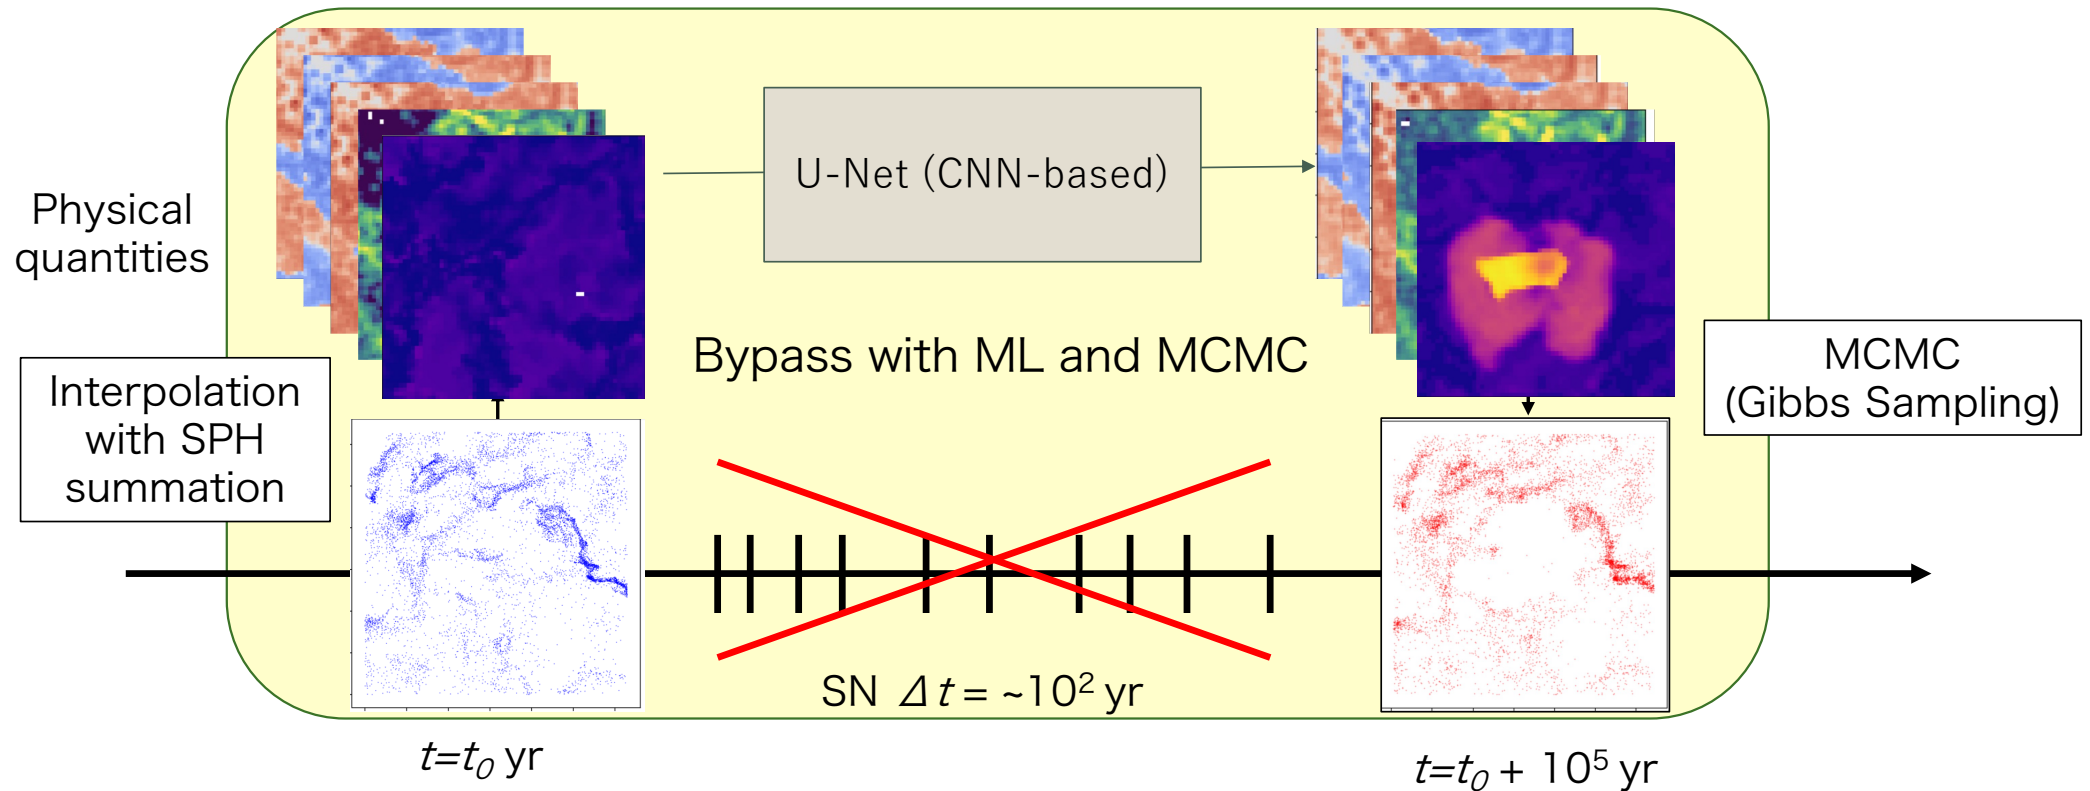 Physical
quantities
U-Net (CNN-based)
Interpolation
with SPH
summation
Bypass with ML and MCMC
MCMC
(Gibbs Sampling)
SN Δt = ~10² yr
t=t₀ yr
t=t₀ + 10⁵ yr